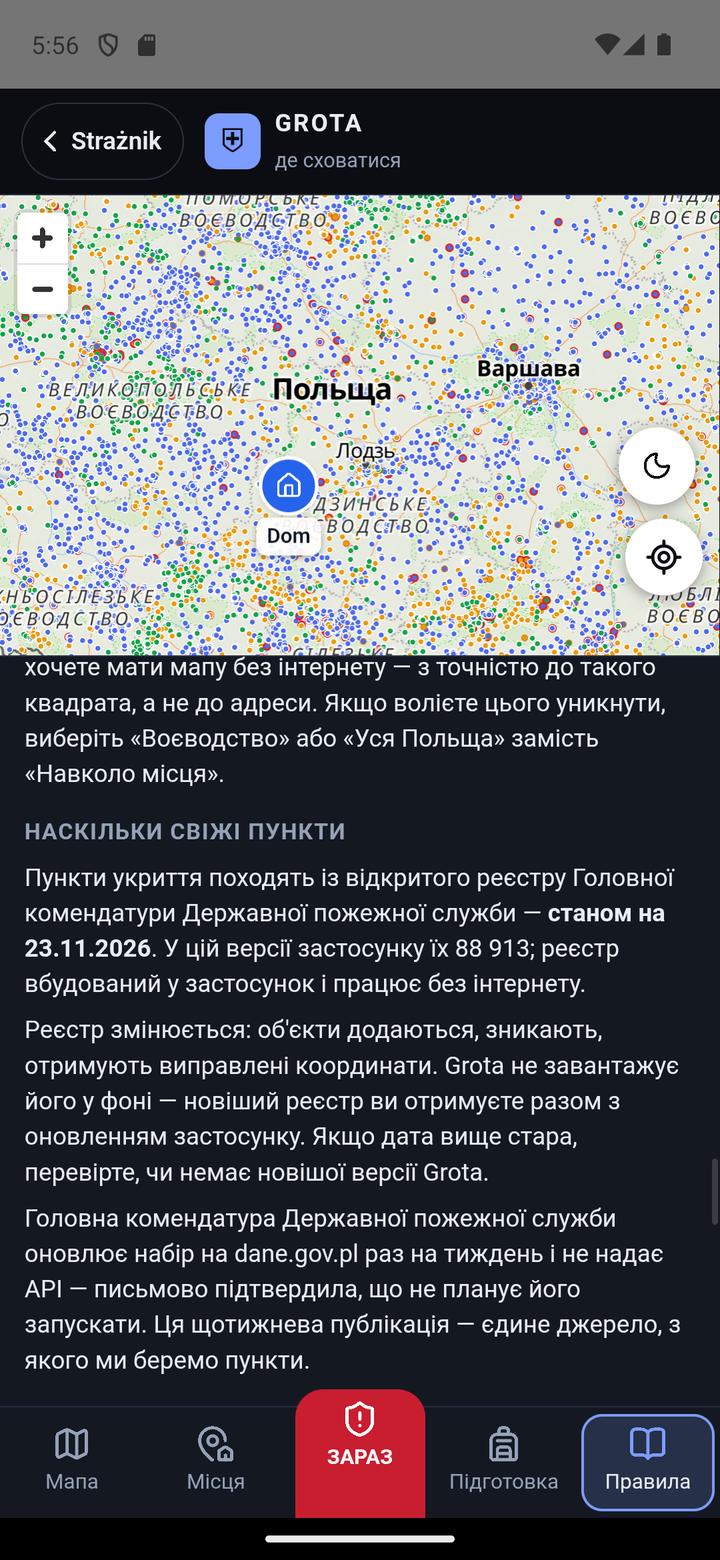 5:56
Strażnik
GROTA
де сховатися
ПОМОРСЬКЕ
ВОЄВОДСТВО
ВОЄВО
+
−
Варшава
ВЕЛИКОПОЛЬСЬКЕ
ВОЄВОДСТВО
Польща
Лодзь
ДЗИНСЬКЕ
ВОДСТВО
Dom
НЬОСІЛЕЗЬКЕ
ОЄВОДСТВО
ЛЮБЛІ
ВОЄВО
СІЛЕЗЬКЕ
хочете мати мапу без інтернету — з точністю до такого
квадрата, а не до адреси. Якщо волієте цього уникнути,
виберіть «Воєводство» або «Уся Польща» замість
«Навколо місця».
НАСКІЛЬКИ СВІЖІ ПУНКТИ
Пункти укриття походять із відкритого реєстру Головної
комендатури Державної пожежної служби — станом на
23.11.2026. У цій версії застосунку їх 88 913; реєстр
вбудований у застосунок і працює без інтернету.
Реєстр змінюється: об'єкти додаються, зникають,
отримують виправлені координати. Grota не завантажує
його у фоні — новіший реєстр ви отримуєте разом з
оновленням застосунку. Якщо дата вище стара,
перевірте, чи немає новішої версії Grota.
Головна комендатура Державної пожежної служби
оновлює набір на dane.gov.pl раз на тиждень і не надає
API — письмово підтвердила, що не планує його
запускати. Ця щотижнева публікація — єдине джерело, з
якого ми беремо пункти.
Мапа
Місця
ЗАРАЗ
Підготовка
Правила